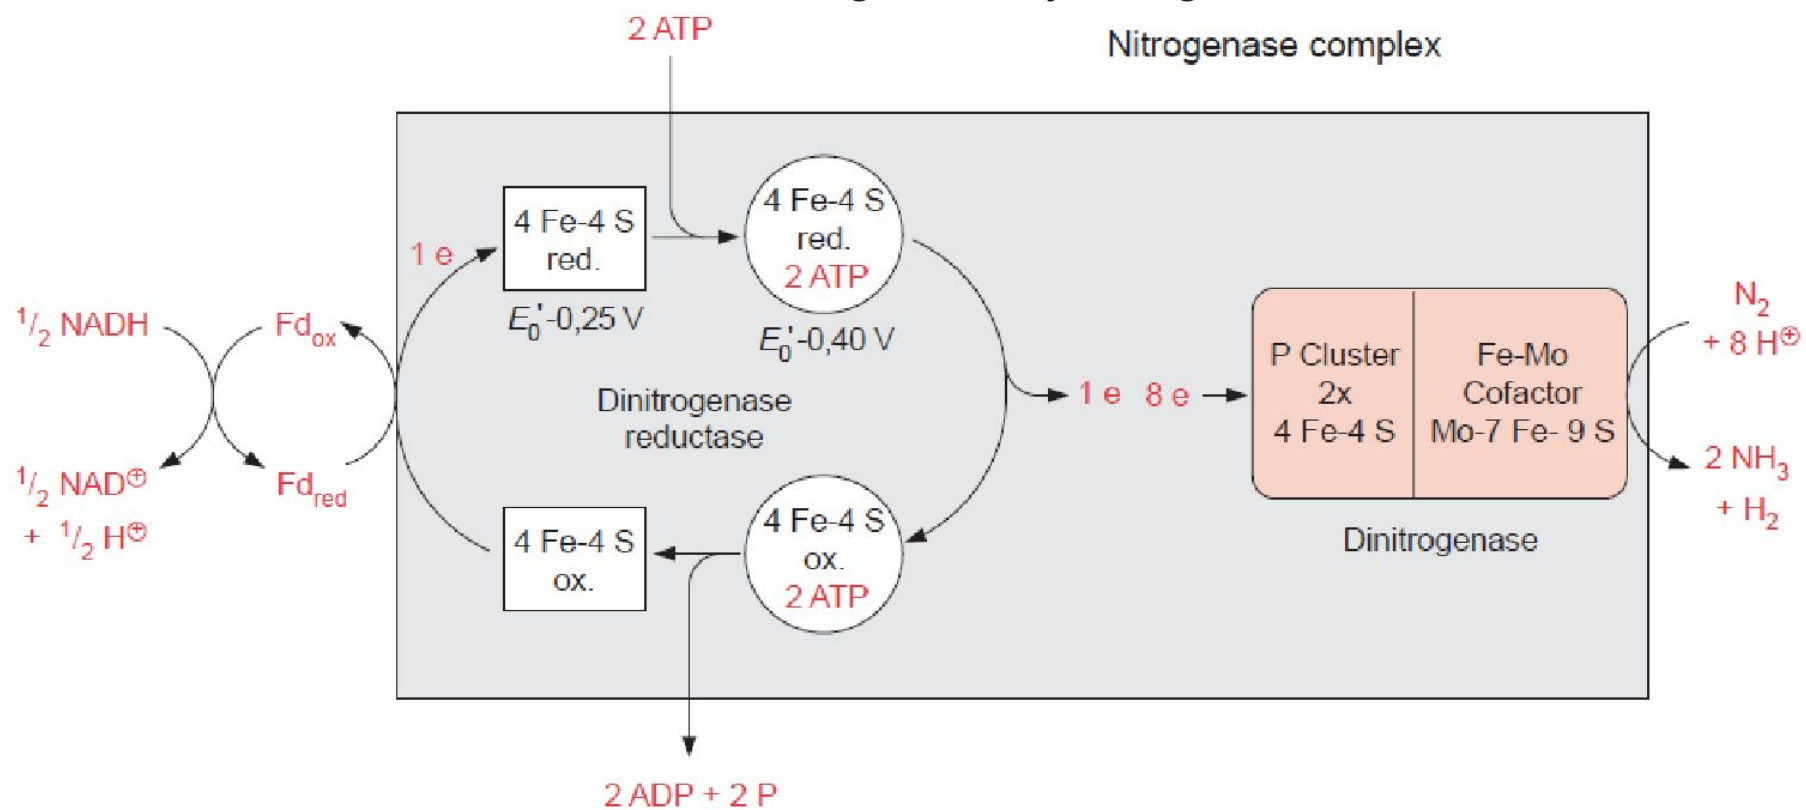 2 ATP
Nitrogenase complex
4 Fe-4 S
red.
E₀'-0,25 V
4 Fe-4 S
red.
2 ATP
E₀'-0,40 V
1 e
½ NADH
Fdox
½ NAD⊕
+ ½ H⊕
Fdred
Dinitrogenase
reductase
1 e 8 e
P Cluster
2x
4 Fe-4 S
Fe-Mo
Cofactor
Mo-7 Fe- 9 S
Dinitrogenase
N₂
+ 8 H⊕
2 NH₃
+ H₂
4 Fe-4 S
ox.
4 Fe-4 S
ox.
2 ATP
2 ADP + 2 P